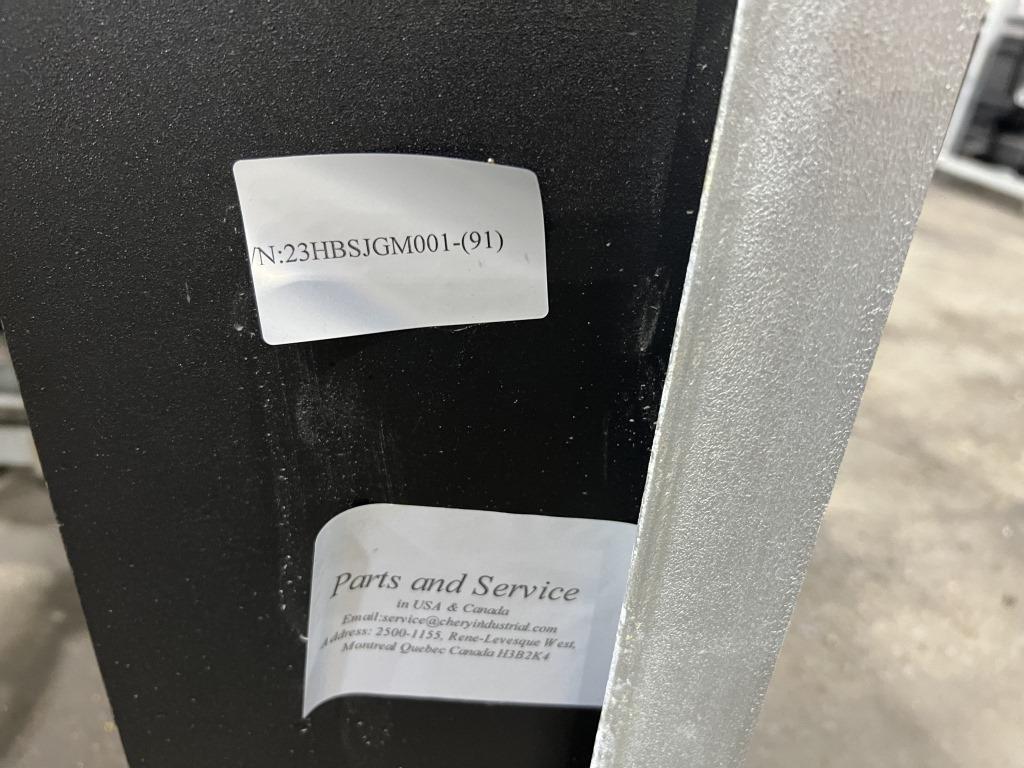 /N:23HBSJGM001-(91)
Parts and Service
in USA & Canada
Email:service@cheryindustrial.com
Address: 2500-1155, Rene-Levesque West,
Montreal Quebec Canada H3B2K4